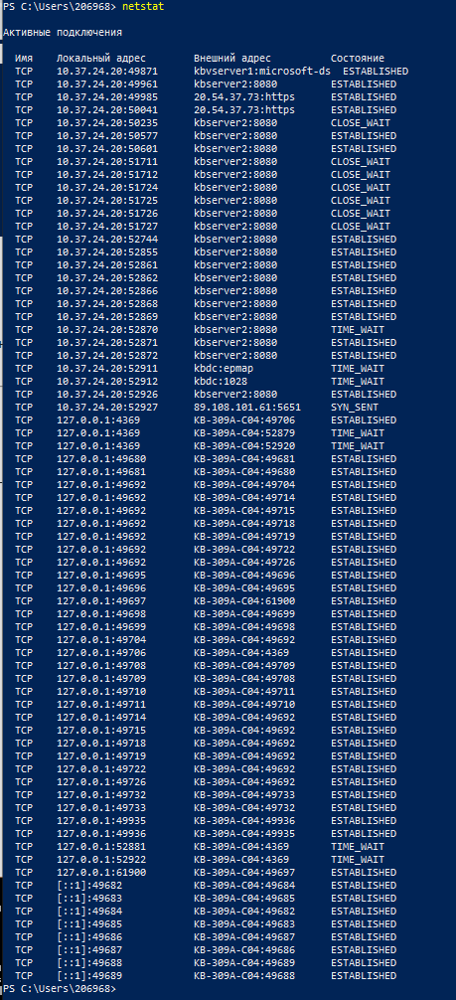 PS C:\Users\206968> netstat
Активные подключения
Имя Локальный адрес Внешний адрес Состояние
TCP 10.37.24.20:49871 kbvserver1:microsoft-ds ESTABLISHED
TCP 10.37.24.20:49961 kbserver2:8080 ESTABLISHED
TCP 10.37.24.20:49985 20.54.37.73:https ESTABLISHED
TCP 10.37.24.20:50041 20.54.37.73:https ESTABLISHED
TCP 10.37.24.20:50235 kbserver2:8080 CLOSE_WAIT
TCP 10.37.24.20:50577 kbserver2:8080 ESTABLISHED
TCP 10.37.24.20:50601 kbserver2:8080 ESTABLISHED
TCP 10.37.24.20:51711 kbserver2:8080 CLOSE_WAIT
TCP 10.37.24.20:51712 kbserver2:8080 CLOSE_WAIT
TCP 10.37.24.20:51724 kbserver2:8080 CLOSE_WAIT
TCP 10.37.24.20:51725 kbserver2:8080 CLOSE_WAIT
TCP 10.37.24.20:51726 kbserver2:8080 CLOSE_WAIT
TCP 10.37.24.20:51727 kbserver2:8080 CLOSE_WAIT
TCP 10.37.24.20:52744 kbserver2:8080 ESTABLISHED
TCP 10.37.24.20:52855 kbserver2:8080 ESTABLISHED
TCP 10.37.24.20:52861 kbserver2:8080 ESTABLISHED
TCP 10.37.24.20:52862 kbserver2:8080 ESTABLISHED
TCP 10.37.24.20:52866 kbserver2:8080 ESTABLISHED
TCP 10.37.24.20:52868 kbserver2:8080 ESTABLISHED
TCP 10.37.24.20:52869 kbserver2:8080 ESTABLISHED
TCP 10.37.24.20:52870 kbserver2:8080 TIME_WAIT
TCP 10.37.24.20:52871 kbserver2:8080 ESTABLISHED
TCP 10.37.24.20:52872 kbserver2:8080 ESTABLISHED
TCP 10.37.24.20:52911 kbdc:epmap TIME_WAIT
TCP 10.37.24.20:52912 kbdc:1028 TIME_WAIT
TCP 10.37.24.20:52926 kbserver2:8080 ESTABLISHED
TCP 10.37.24.20:52927 89.108.101.61:5651 SYN_SENT
TCP 127.0.0.1:4369 KB-309A-C04:49706 ESTABLISHED
TCP 127.0.0.1:4369 KB-309A-C04:52879 TIME_WAIT
TCP 127.0.0.1:4369 KB-309A-C04:52920 TIME_WAIT
TCP 127.0.0.1:49680 KB-309A-C04:49681 ESTABLISHED
TCP 127.0.0.1:49681 KB-309A-C04:49680 ESTABLISHED
TCP 127.0.0.1:49692 KB-309A-C04:49704 ESTABLISHED
TCP 127.0.0.1:49692 KB-309A-C04:49714 ESTABLISHED
TCP 127.0.0.1:49692 KB-309A-C04:49715 ESTABLISHED
TCP 127.0.0.1:49692 KB-309A-C04:49718 ESTABLISHED
TCP 127.0.0.1:49692 KB-309A-C04:49719 ESTABLISHED
TCP 127.0.0.1:49692 KB-309A-C04:49722 ESTABLISHED
TCP 127.0.0.1:49692 KB-309A-C04:49726 ESTABLISHED
TCP 127.0.0.1:49695 KB-309A-C04:49696 ESTABLISHED
TCP 127.0.0.1:49696 KB-309A-C04:49695 ESTABLISHED
TCP 127.0.0.1:49697 KB-309A-C04:61900 ESTABLISHED
TCP 127.0.0.1:49698 KB-309A-C04:49699 ESTABLISHED
TCP 127.0.0.1:49699 KB-309A-C04:49698 ESTABLISHED
TCP 127.0.0.1:49704 KB-309A-C04:49692 ESTABLISHED
TCP 127.0.0.1:49706 KB-309A-C04:4369 ESTABLISHED
TCP 127.0.0.1:49708 KB-309A-C04:49709 ESTABLISHED
TCP 127.0.0.1:49709 KB-309A-C04:49708 ESTABLISHED
TCP 127.0.0.1:49710 KB-309A-C04:49711 ESTABLISHED
TCP 127.0.0.1:49711 KB-309A-C04:49710 ESTABLISHED
TCP 127.0.0.1:49714 KB-309A-C04:49692 ESTABLISHED
TCP 127.0.0.1:49715 KB-309A-C04:49692 ESTABLISHED
TCP 127.0.0.1:49718 KB-309A-C04:49692 ESTABLISHED
TCP 127.0.0.1:49719 KB-309A-C04:49692 ESTABLISHED
TCP 127.0.0.1:49722 KB-309A-C04:49692 ESTABLISHED
TCP 127.0.0.1:49726 KB-309A-C04:49692 ESTABLISHED
TCP 127.0.0.1:49732 KB-309A-C04:49733 ESTABLISHED
TCP 127.0.0.1:49733 KB-309A-C04:49732 ESTABLISHED
TCP 127.0.0.1:49935 KB-309A-C04:49936 ESTABLISHED
TCP 127.0.0.1:49936 KB-309A-C04:49935 ESTABLISHED
TCP 127.0.0.1:52881 KB-309A-C04:4369 TIME_WAIT
TCP 127.0.0.1:52922 KB-309A-C04:4369 TIME_WAIT
TCP 127.0.0.1:61900 KB-309A-C04:49697 ESTABLISHED
TCP [::1]:49682 KB-309A-C04:49684 ESTABLISHED
TCP [::1]:49683 KB-309A-C04:49685 ESTABLISHED
TCP [::1]:49684 KB-309A-C04:49682 ESTABLISHED
TCP [::1]:49685 KB-309A-C04:49683 ESTABLISHED
TCP [::1]:49686 KB-309A-C04:49687 ESTABLISHED
TCP [::1]:49687 KB-309A-C04:49686 ESTABLISHED
TCP [::1]:49688 KB-309A-C04:49689 ESTABLISHED
TCP [::1]:49689 KB-309A-C04:49688 ESTABLISHED
PS C:\Users\206968>